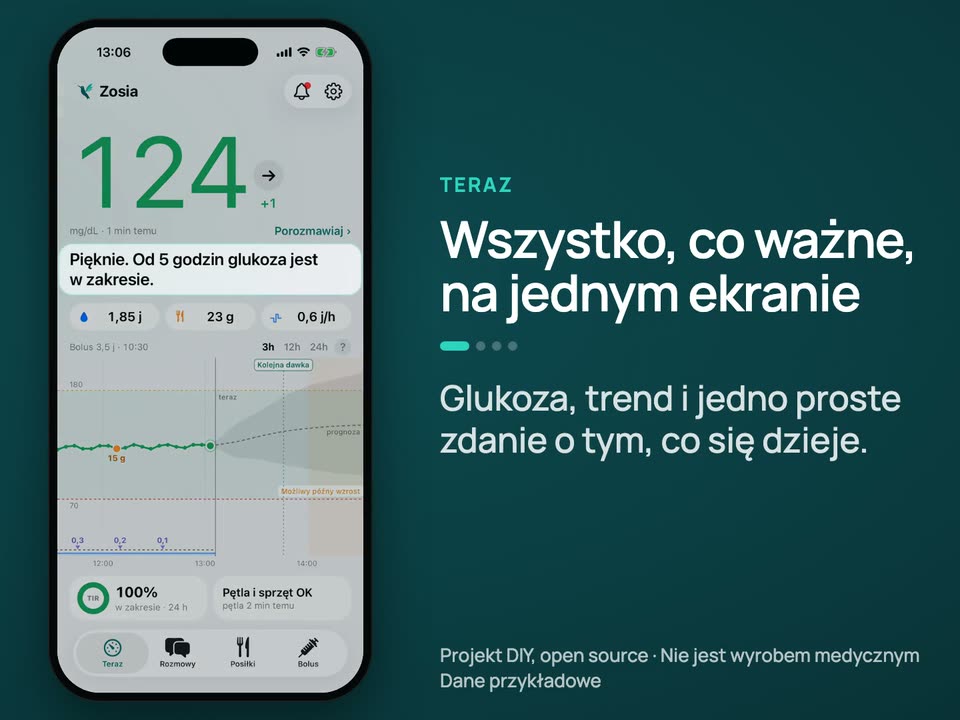 13:06
Zosia
124
+1
mg/dL · 1 min temu
Porozmawiaj ›
Pięknie. Od 5 godzin glukoza jest
w zakresie.
1,85 j
23 g
0,6 j/h
Bolus 3,5 j · 10:30
3h 12h 24h ?
Kolejna dawka
180
teraz
prognoza
15 g
Możliwy późny wzrost
70
0,3
0,2
0,1
12:00
13:00
14:00
TIR
100%
w zakresie · 24 h
Pętla i sprzęt OK
pętla 2 min temu
Teraz
Rozmowy
Posiłki
Bolus
TERAZ
Wszystko, co ważne,
na jednym ekranie
Glukoza, trend i jedno proste
zdanie o tym, co się dzieje.
Projekt DIY, open source · Nie jest wyrobem medycznym
Dane przykładowe